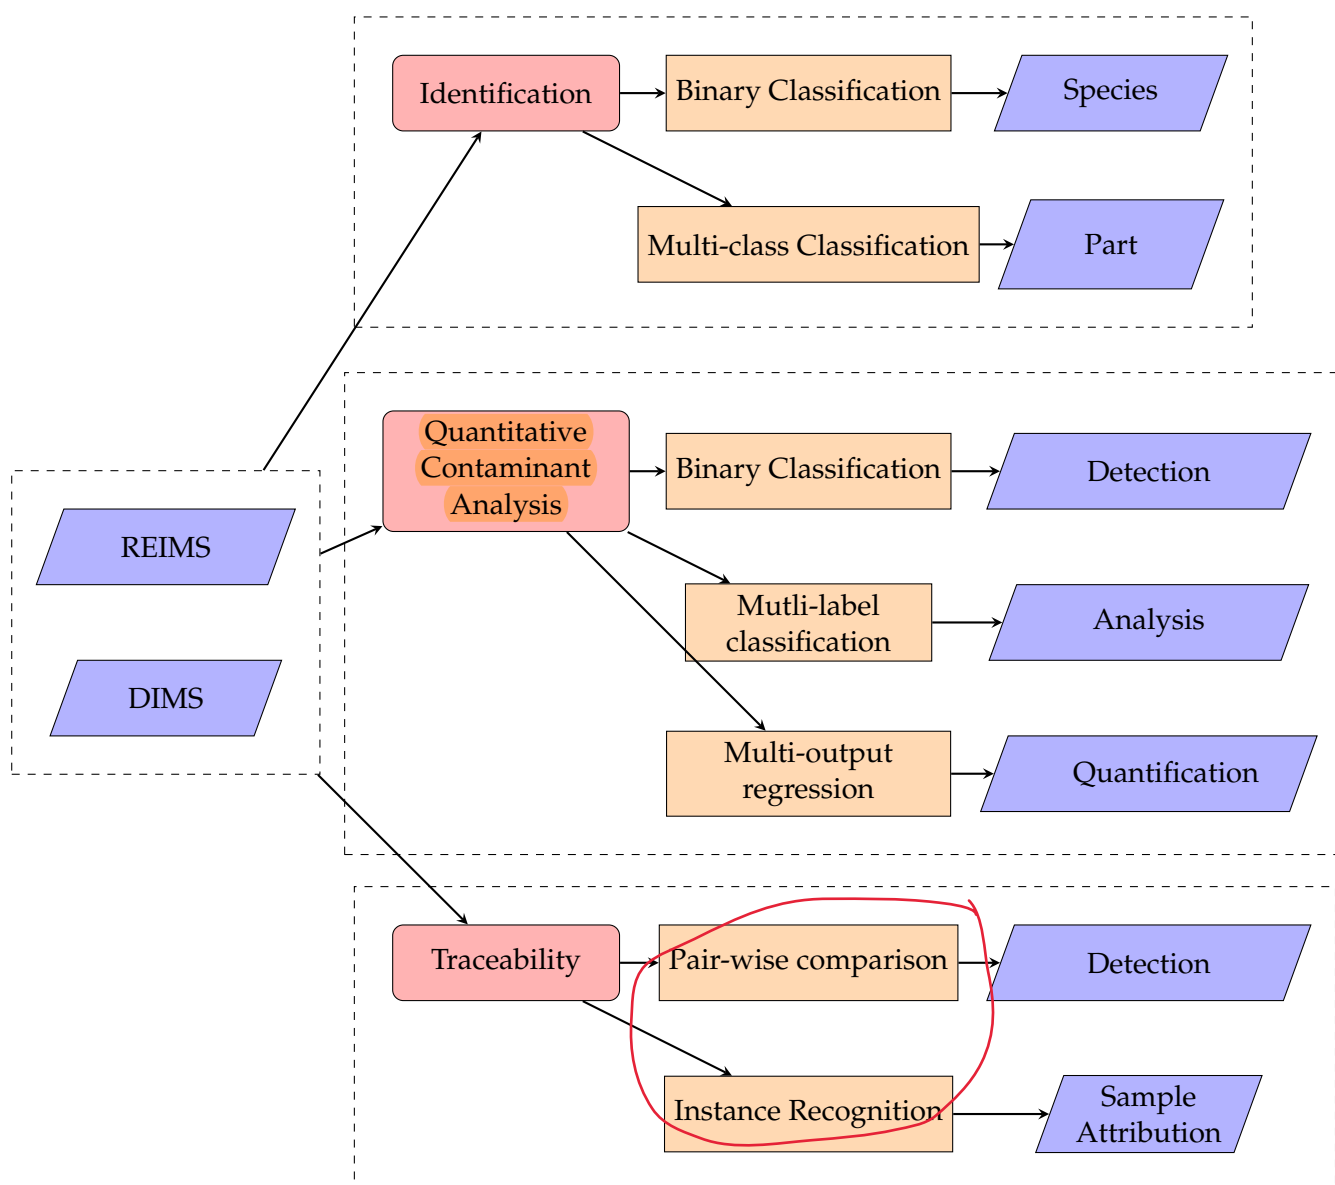 Identification
Binary Classification
Species
Multi-class Classification
Part
Quantitative
Contaminant
Analysis
Binary Classification
Detection
REIMS
Mutli-label
classification
Analysis
DIMS
Multi-output
regression
Quantification
Traceability
Pair-wise comparison
Detection
Instance Recognition
Sample
Attribution